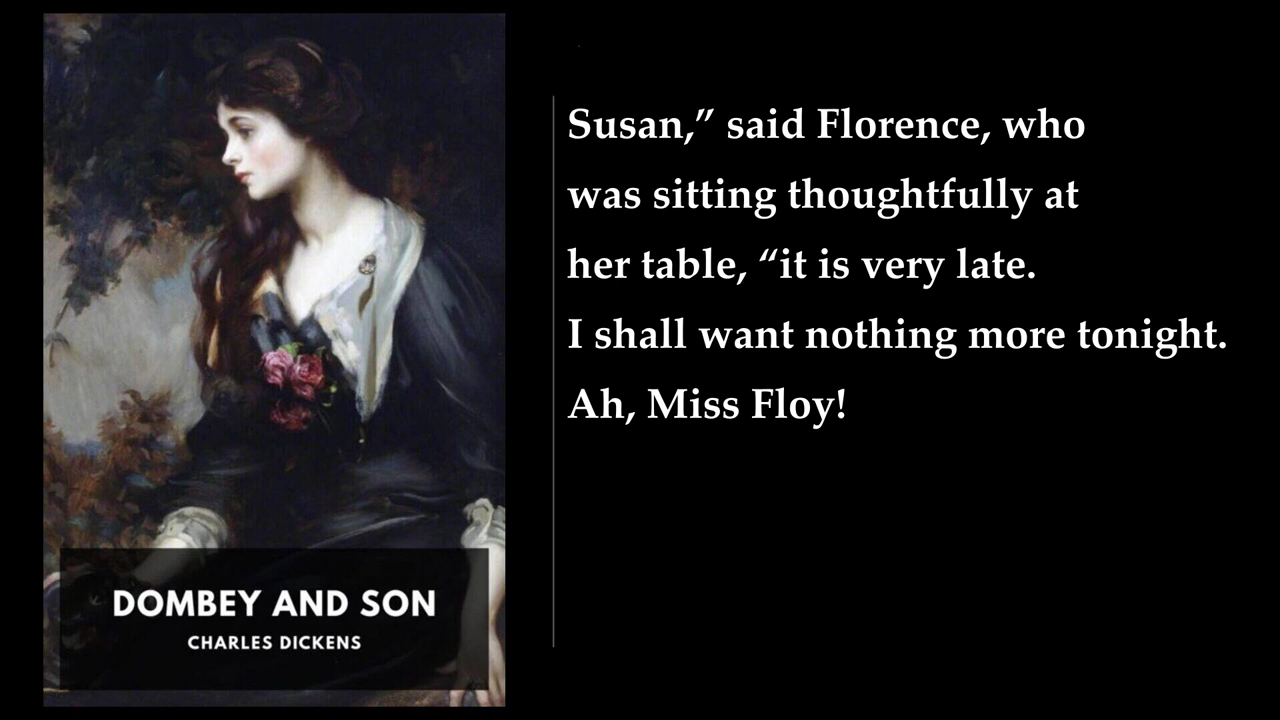 Susan,” said Florence, who
was sitting thoughtfully at
her table, “it is very late.
I shall want nothing more tonight.
Ah, Miss Floy!
DOMBEY AND SON
CHARLES DICKENS